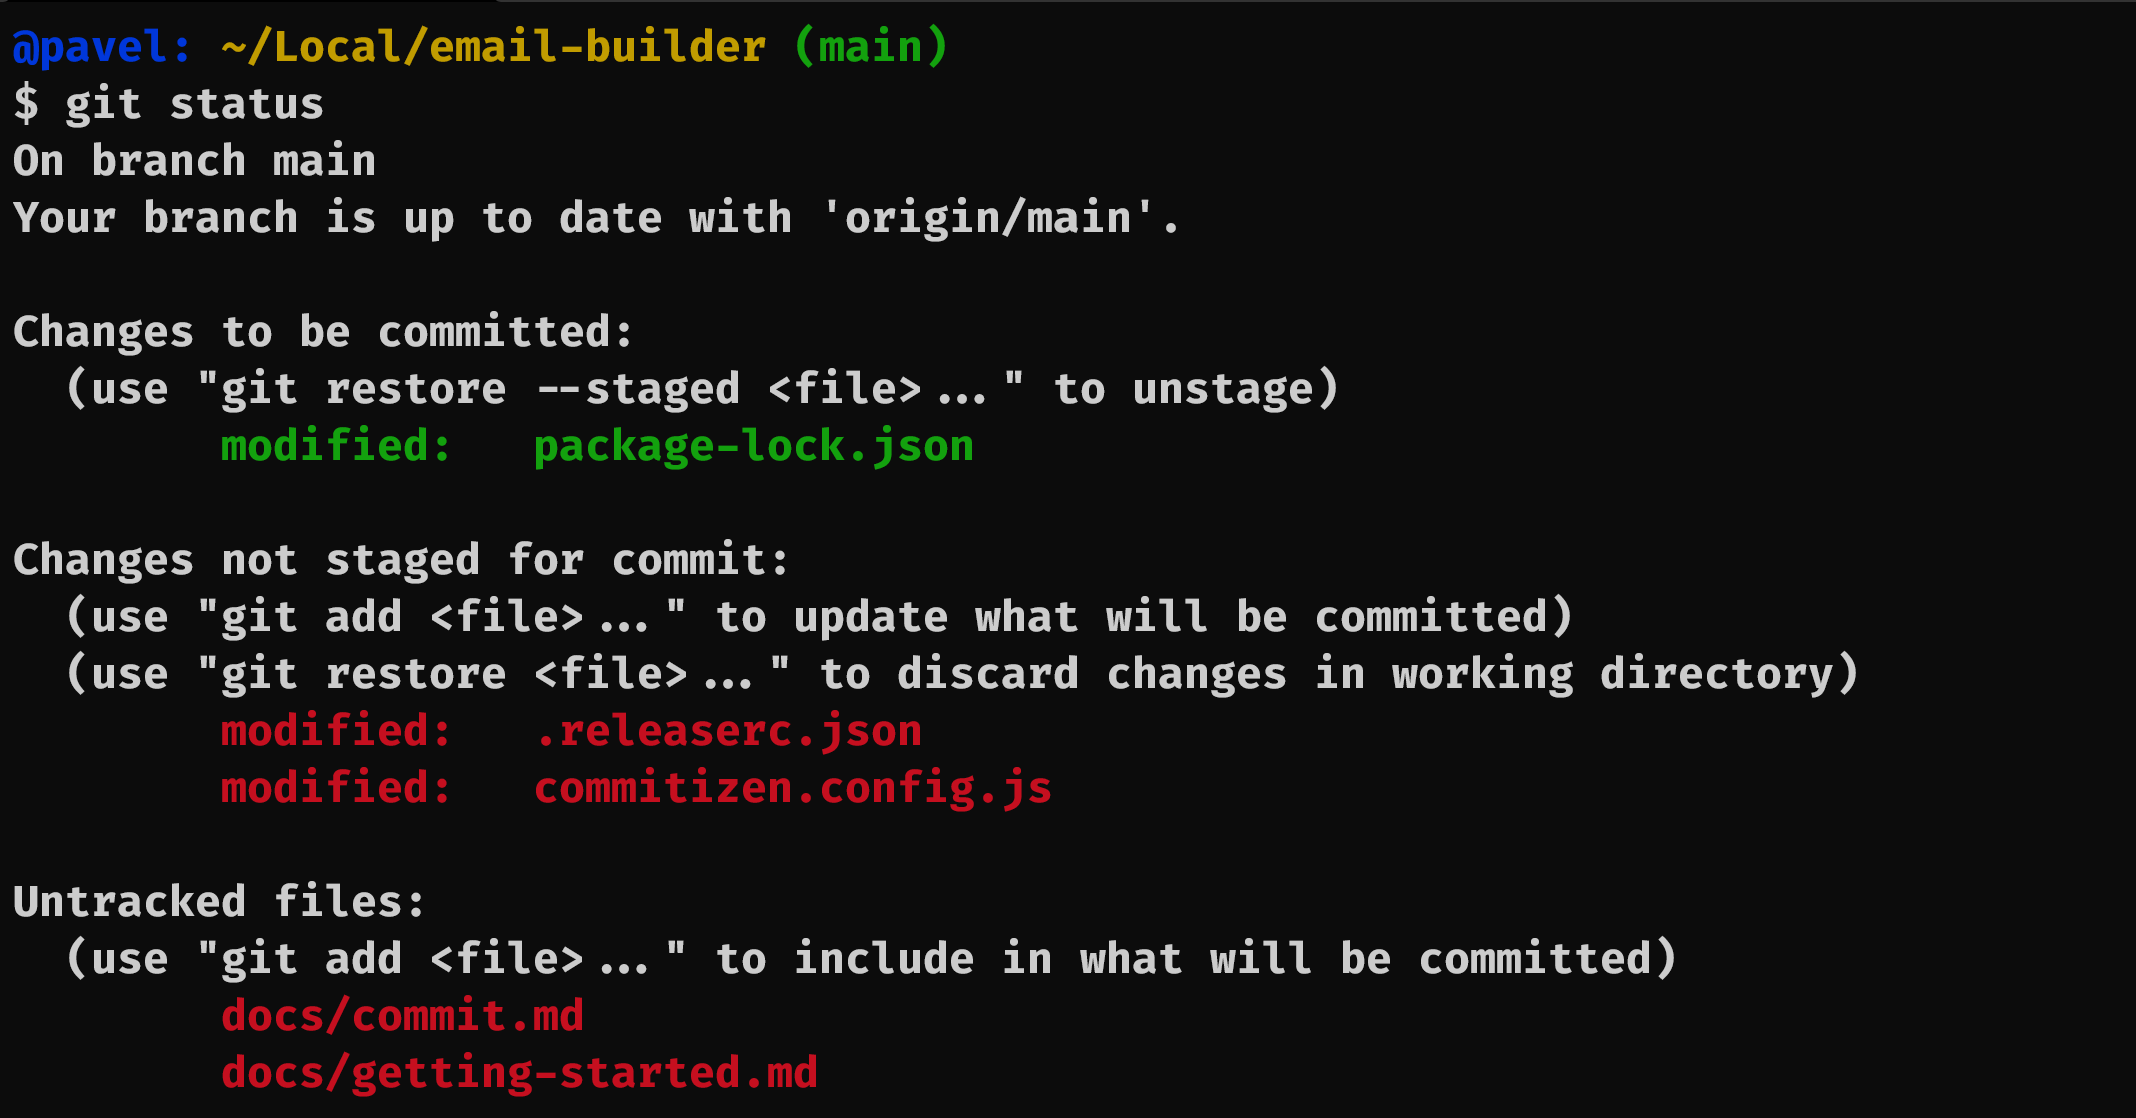 @pavel: ~/Local/email-builder (main)
$ git status
On branch main
Your branch is up to date with 'origin/main'.

Changes to be committed:
  (use "git restore --staged <file>..." to unstage)
        modified:   package-lock.json

Changes not staged for commit:
  (use "git add <file>..." to update what will be committed)
  (use "git restore <file>..." to discard changes in working directory)
        modified:   .releaserc.json
        modified:   commitizen.config.js

Untracked files:
  (use "git add <file>..." to include in what will be committed)
        docs/commit.md
        docs/getting-started.md